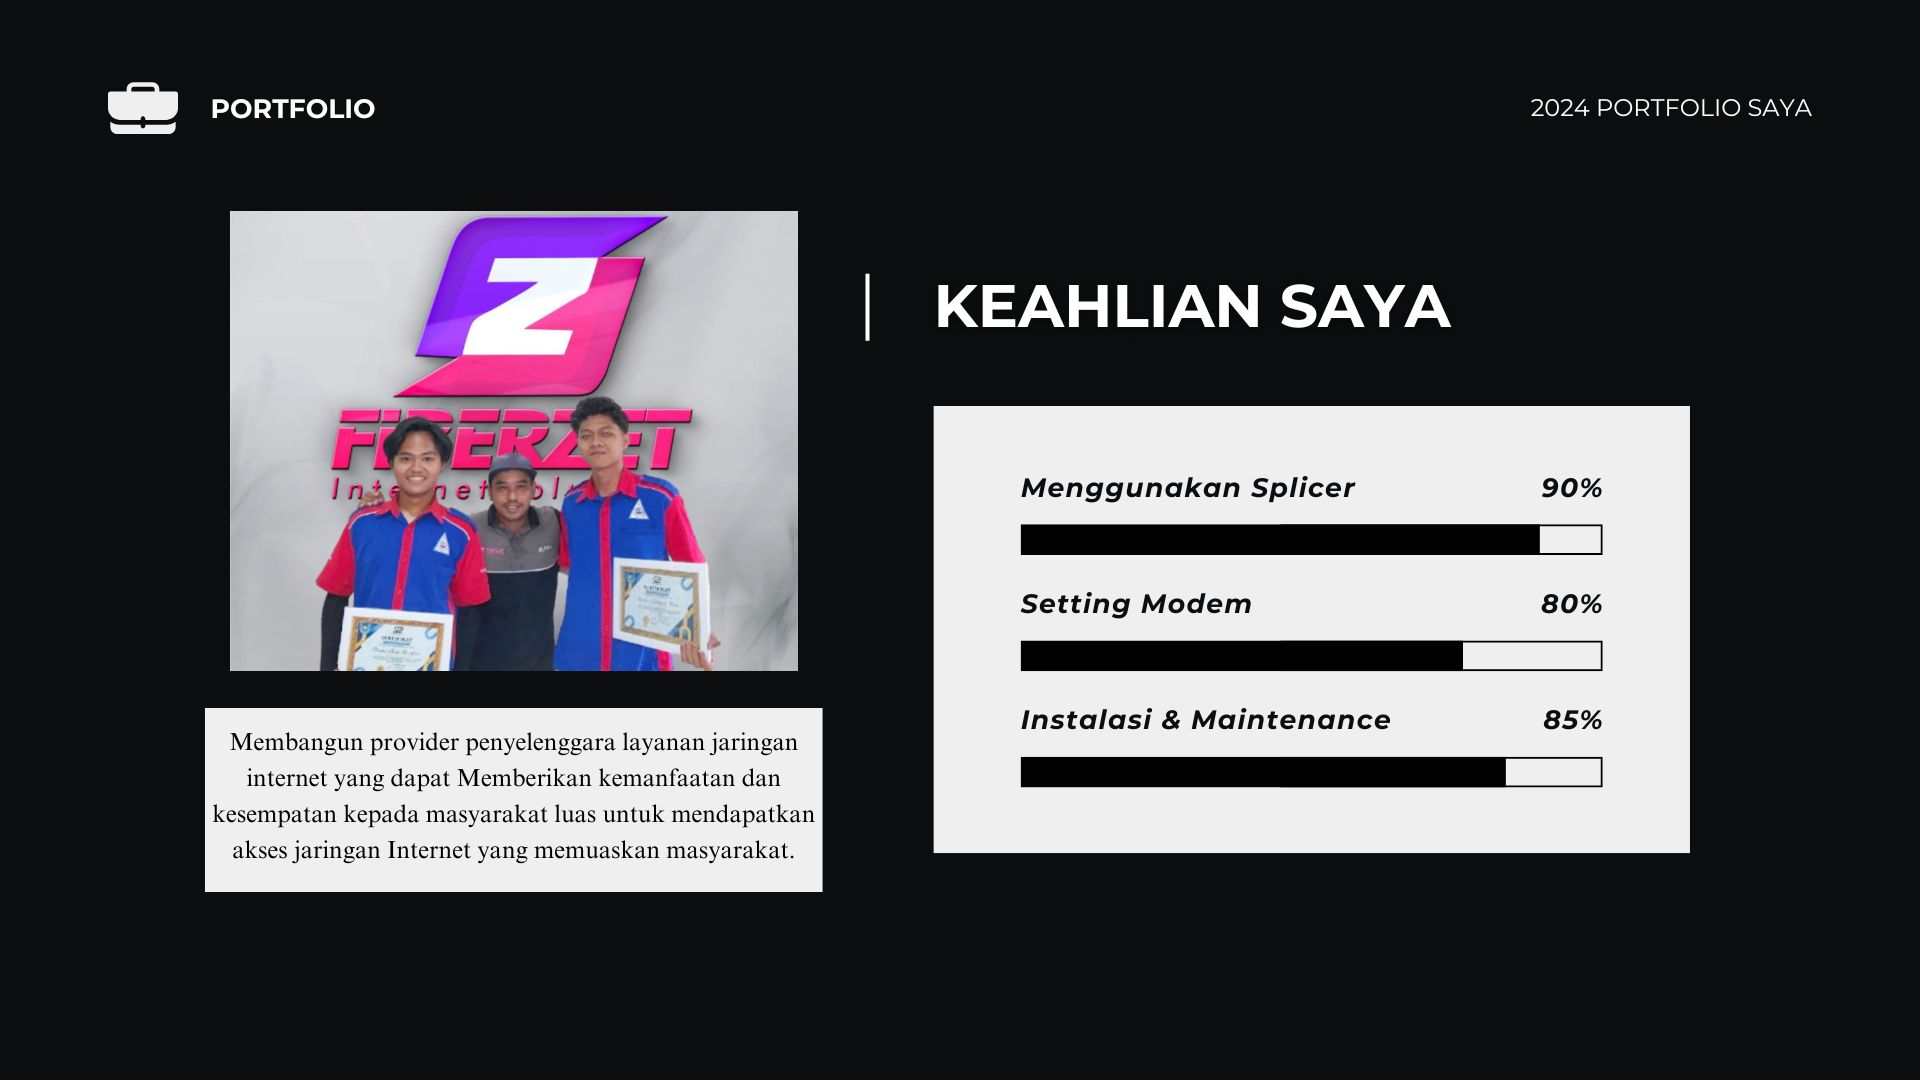 PORTFOLIO
2024 PORTFOLIO SAYA
Z
FIBERZET
KEAHLIAN SAYA
Menggunakan Splicer 90%
Setting Modem 80%
Instalasi & Maintenance 85%
Membangun provider penyelenggara layanan jaringan
internet yang dapat Memberikan kemanfaatan dan
kesempatan kepada masyarakat luas untuk mendapatkan
akses jaringan Internet yang memuaskan masyarakat.